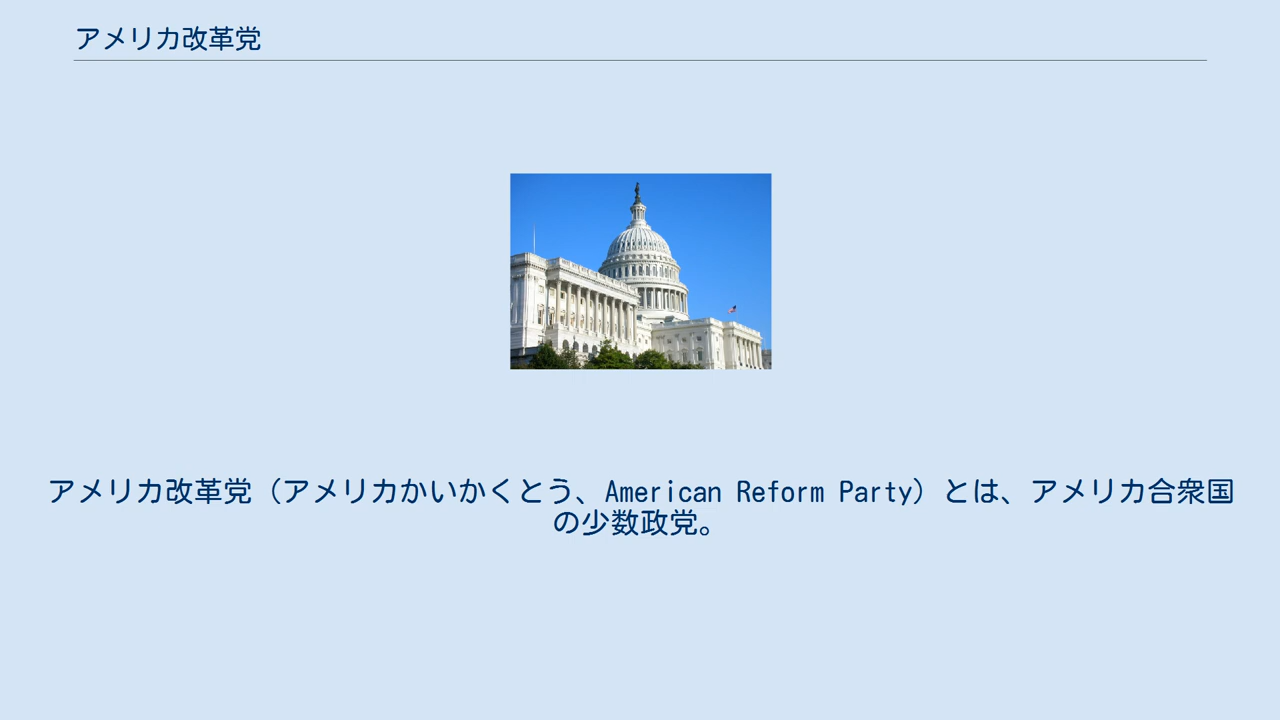 アメリカ改革党
アメリカ改革党（アメリカかいかくとう、American Reform Party）とは、アメリカ合衆国
の少数政党。